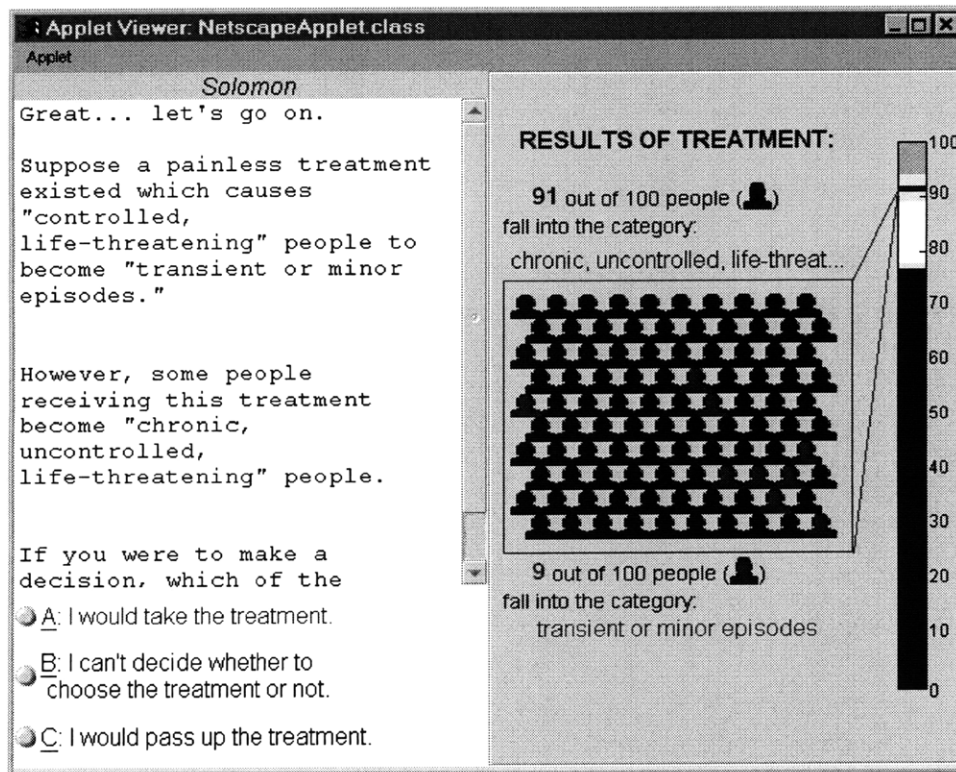 Applet Viewer: NetscapeApplet.class
Applet
Solomon
Great... let's go on.
Suppose a painless treatment
existed which causes
"controlled,
life-threatening" people to
become "transient or minor
episodes."
However, some people
receiving this treatment
become "chronic,
uncontrolled,
life-threatening" people.
If you were to make a
decision, which of the
A: I would take the treatment.
B: I can't decide whether to
choose the treatment or not.
C: I would pass up the treatment.
RESULTS OF TREATMENT:
91 out of 100 people ( )
fall into the category:
chronic, uncontrolled, life-threat...
9 out of 100 people ( )
fall into the category:
transient or minor episodes
100
90
80
70
60
50
40
30
20
10
0